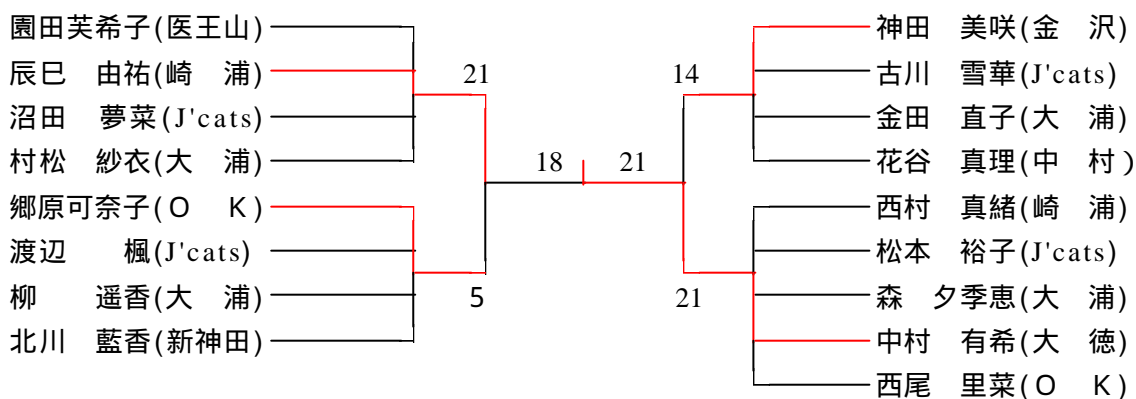 園田芙希子(医王山)
辰巳　由祐(崎　浦)
沼田　夢菜(J'cats)
村松　紗衣(大　浦)
郷原可奈子(O　K)
渡辺　　楓(J'cats)
柳　　遥香(大　浦)
北川　藍香(新神田)
21
5
18
21
14
21
神田　美咲(金　沢)
古川　雪華(J'cats)
金田　直子(大　浦)
花谷　真理(中　村)
西村　真緒(崎　浦)
松本　裕子(J'cats)
森　夕季恵(大　浦)
中村　有希(大　徳)
西尾　里菜(O　K)